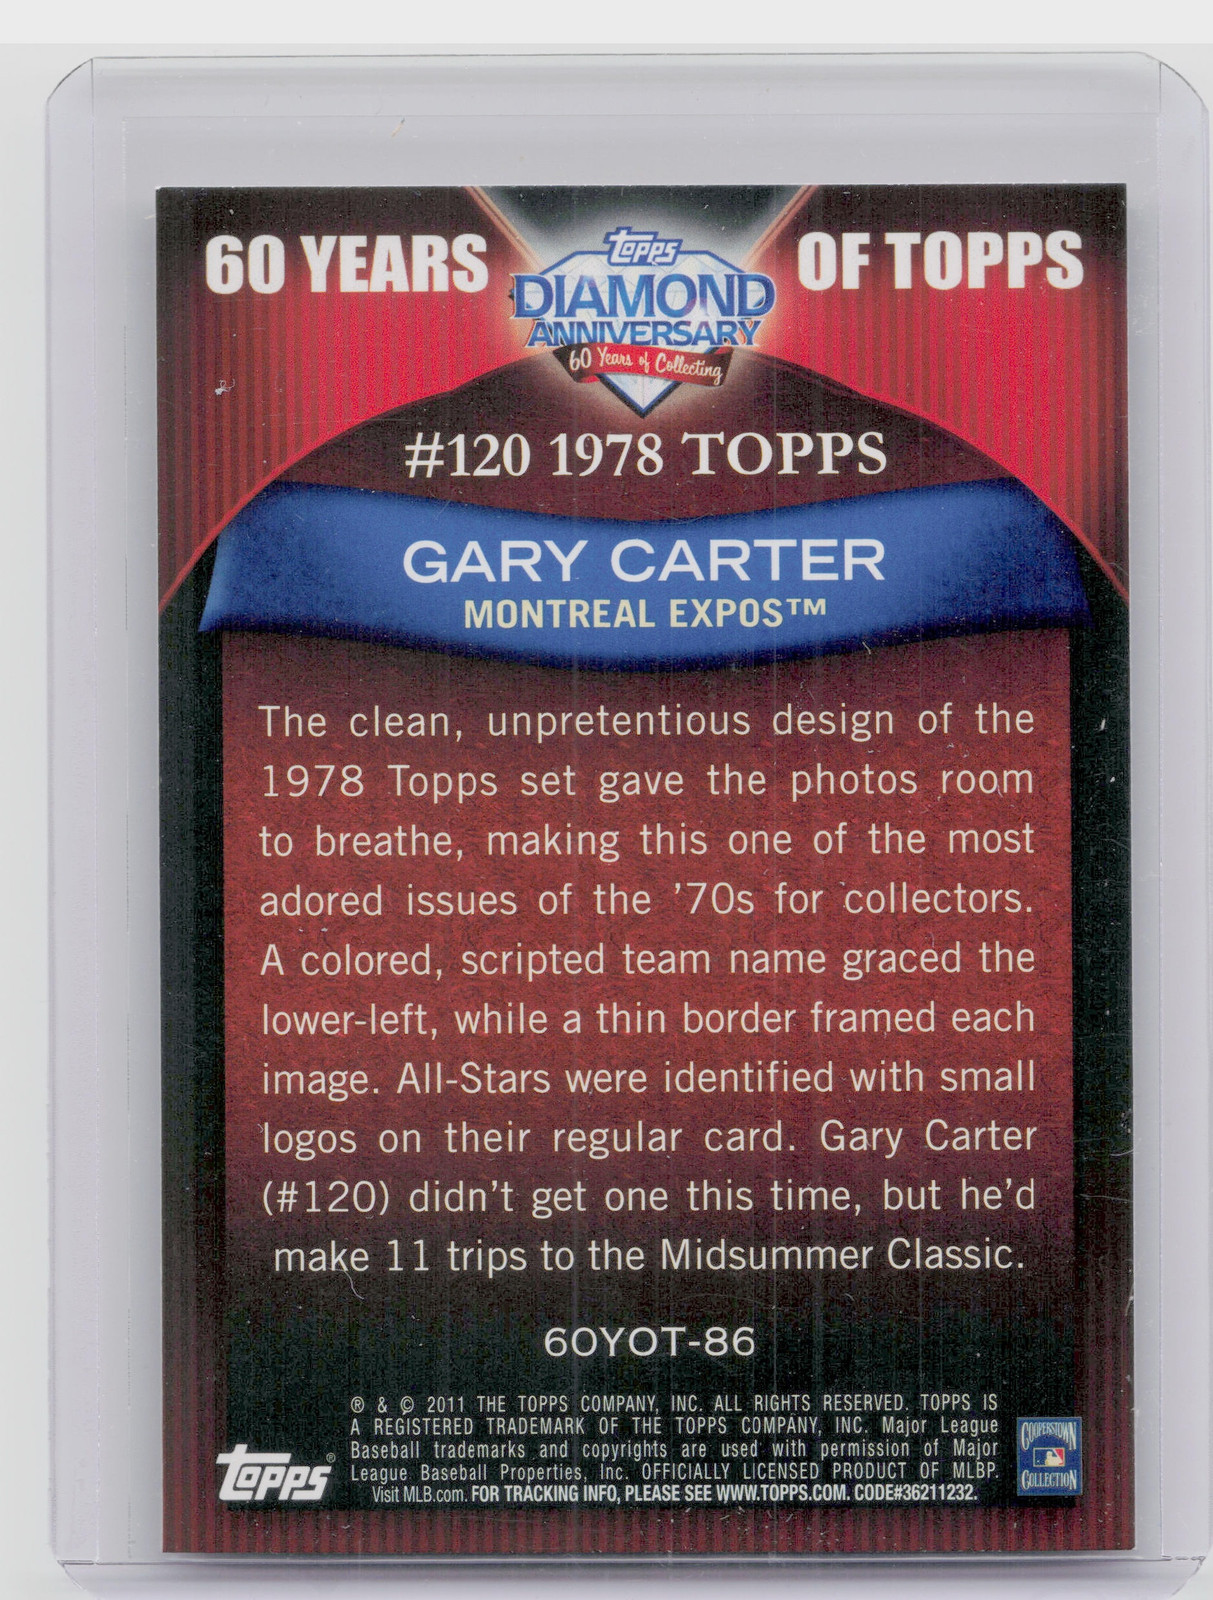 60 YEARS OF TOPPS
topps
DIAMOND
ANNIVERSARY
60 Years of Collecting
#120 1978 TOPPS
GARY CARTER
MONTREAL EXPOS™
The clean, unpretentious design of the
1978 Topps set gave the photos room
to breathe, making this one of the most
adored issues of the '70s for collectors.
A colored, scripted team name graced the
lower-left, while a thin border framed each
image. All-Stars were identified with small
logos on their regular card. Gary Carter
(#120) didn't get one this time, but he'd
make 11 trips to the Midsummer Classic.
60YOT-86
® & © 2011 THE TOPPS COMPANY, INC. ALL RIGHTS RESERVED. TOPPS IS
A REGISTERED TRADEMARK OF THE TOPPS COMPANY, INC. Major League
Baseball trademarks and copyrights are used with permission of Major
League Baseball Properties, Inc. OFFICIALLY LICENSED PRODUCT OF MLBP.
Visit MLB.com. FOR TRACKING INFO, PLEASE SEE WWW.TOPPS.COM. CODE#36211232.
topps®
COOPERSTOWN
COLLECTION